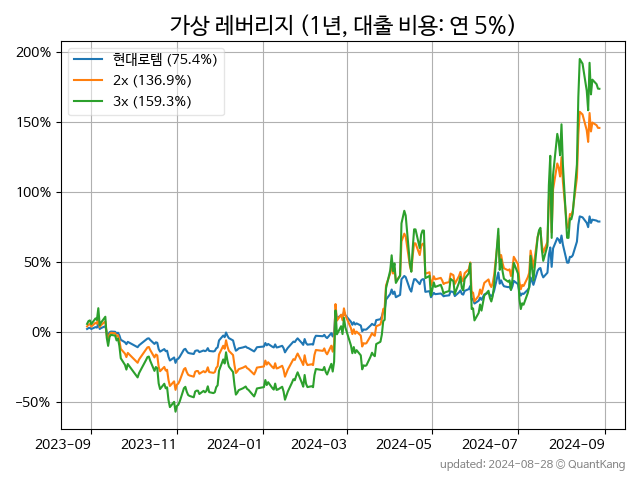 가상 레버리지 (1년, 대출 비용: 연 5%)
현대로템 (75.4%)
2x (136.9%)
3x (159.3%)
200%
150%
100%
50%
0%
−50%
2023-09
2023-11
2024-01
2024-03
2024-05
2024-07
2024-09
updated: 2024-08-28 © QuantKang